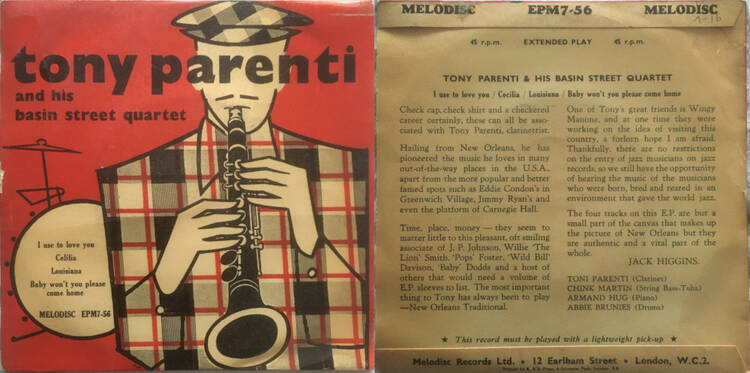 tony parenti
and his
basin street quartet
I use to love you
Celilia
Louisiana
Baby won't you please
come home
MELODISC EPM7-56
MELODISC EPM7-56 MELODISC
45 r.p.m. EXTENDED PLAY 45 r.p.m.
TONY PARENTI & HIS BASIN STREET QUARTET
I use to love you / Cecilia / Louisiana / Baby won't you please come home
Check cap, check shirt and a checkered
career certainly, these can all be asso-
ciated with Tony Parenti, clarinettist.
Hailing from New Orleans, he has
pioneered the music he loves in many
out-of-the-way places in the U.S.A.,
apart from the more popular and better
famed spots such as Eddie Condon's in
Greenwich Village, Jimmy Ryan's and
even the platform of Carnegie Hall.
Time, place, money — they seem to
matter little to this pleasant, oft smiling
associate of J. P. Johnson, Willie 'The
Lion' Smith, 'Pops' Foster, 'Wild Bill'
Davison, 'Baby' Dodds and a host of
others that would need a volume of
E.P. sleeves to list. The most important
thing to Tony has always been to play
—New Orleans Traditional.
One of Tony's great friends is Wingy
Manone, and at one time they were
working on the idea of visiting this
country, a forlorn hope I am afraid.
Thankfully, there are no restrictions
on the entry of jazz musicians on jazz
records, so we still have the opportunity
of hearing the music of the musicians
who were born, bred and reared in an
environment that gave the world jazz.
The four tracks on this E.P. are but a
small part of the canvas that makes up
the picture of New Orleans but they
are authentic and a vital part of the
whole.
JACK HIGGINS.
TONI PARENTI (Clarinet)
CHINK MARTIN (String Bass-Tuba)
ARMAND HUG (Piano)
ABBIE BRUNIES (Drums)
★ This record must be played with a lightweight pick-up ★
Melodisc Records Ltd. • 12 Earlham Street • London, W.C.2.